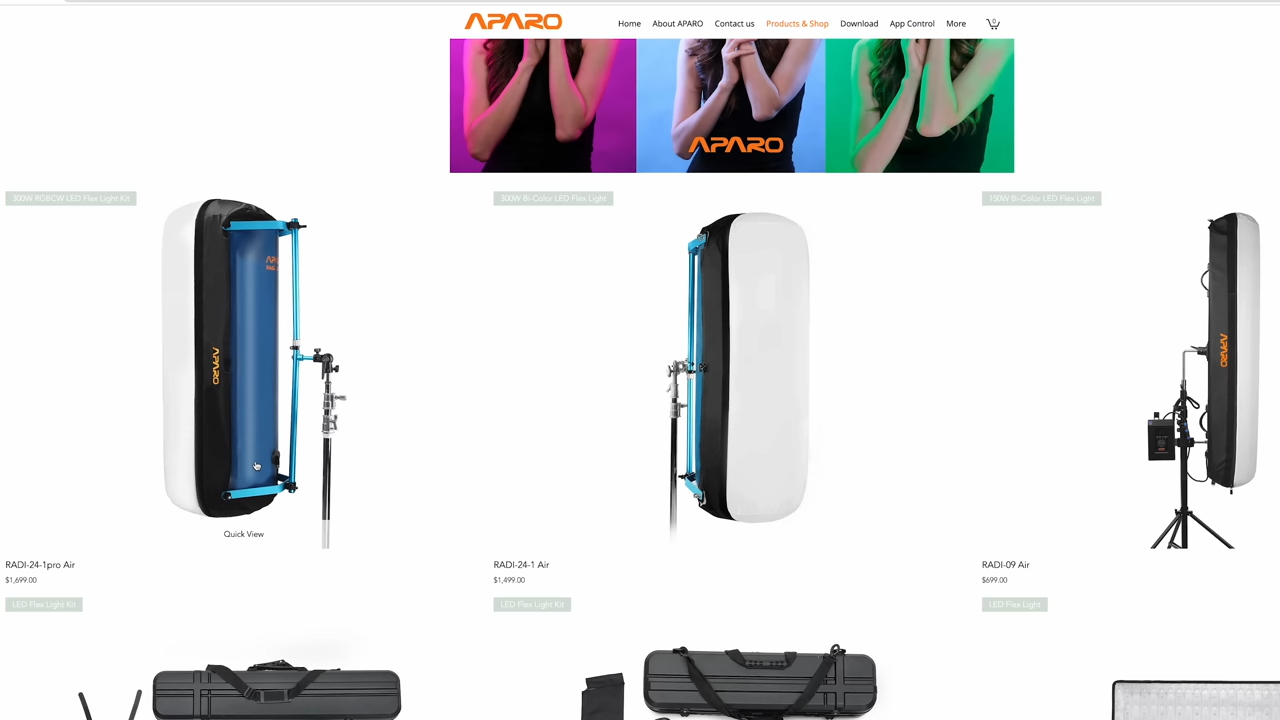 APARO
Home
About APARO
Contact us
Products & Shop
Download
App Control
More
0
APARO
300W RGBCW LED Flex Light Kit
300W Bi-Color LED Flex Light
150W Bi-Color LED Flex Light
APARO
APARO
Quick View
RADI-24-1pro Air
RADI-24-1 Air
RADI-09 Air
$1,699.00
$1,499.00
$699.00
LED Flex Light Kit
LED Flex Light Kit
LED Flex Light